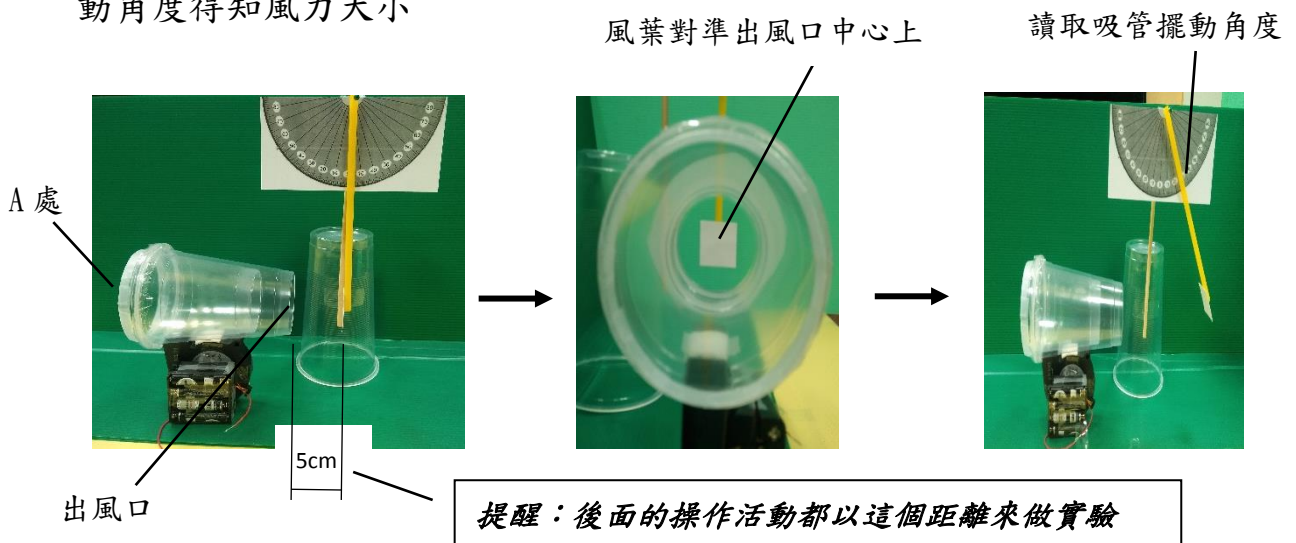 動角度得知風力大小
風葉對準出風口中心上
讀取吸管擺動角度
A處
5cm
出風口
提醒：後面的操作活動都以這個距離來做實驗